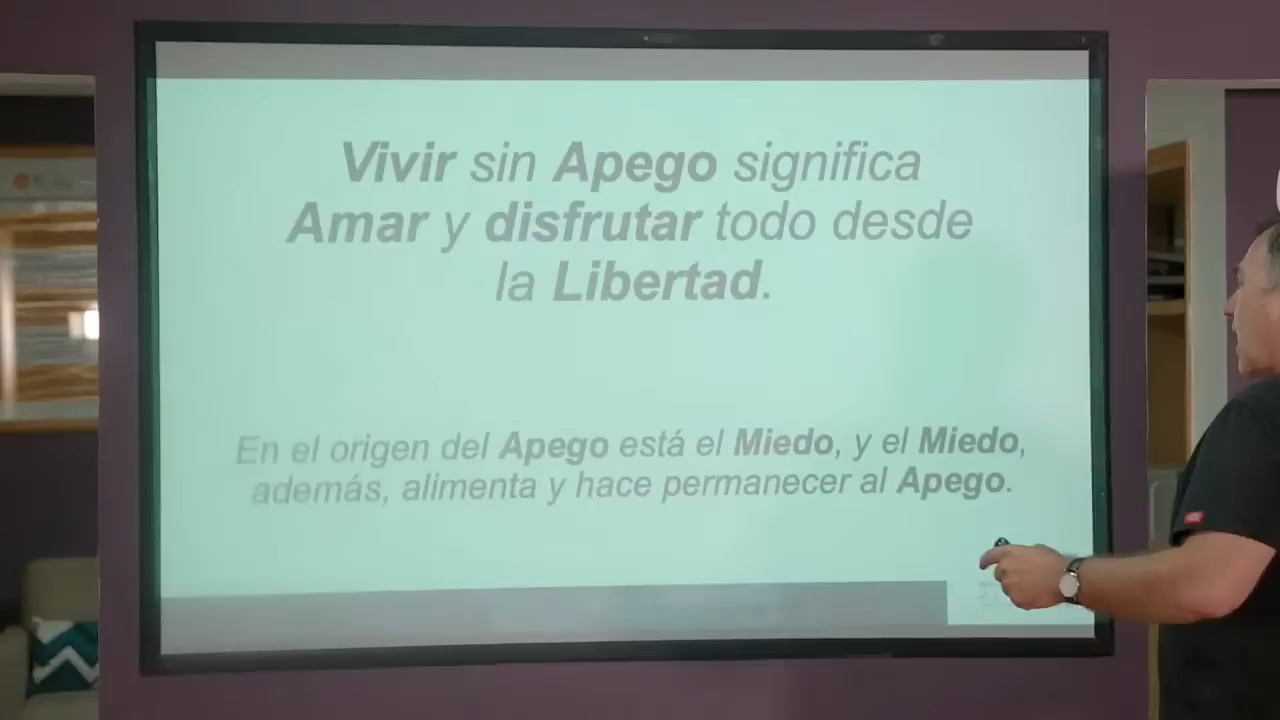 Vivir sin Apego significa
Amar y disfrutar todo desde
la Libertad.
En el origen del Apego está el Miedo, y el Miedo,
además, alimenta y hace permanecer al Apego.